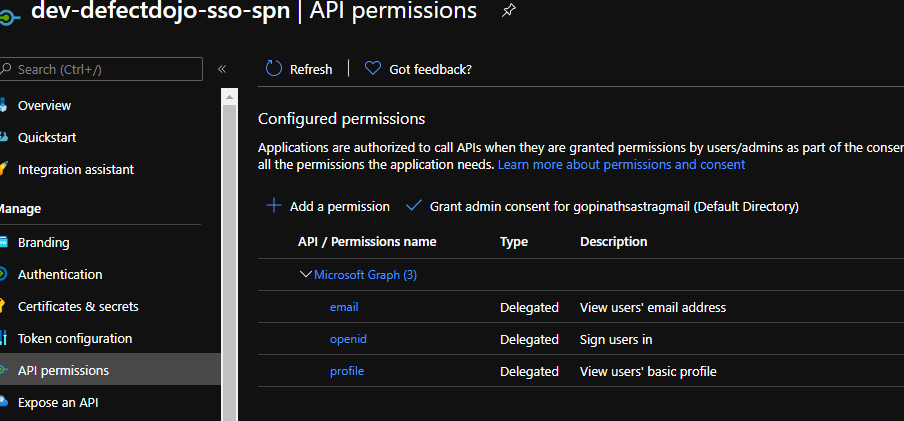 dev-defectdojo-sso-spn | API permissions
Search (Ctrl+/)
«
Overview
Quickstart
Integration assistant
Manage
Branding
Authentication
Certificates & secrets
Token configuration
API permissions
Expose an API
Refresh
Got feedback?
Configured permissions
Applications are authorized to call APIs when they are granted permissions by users/admins as part of the
all the permissions the application needs. Learn more about permissions and consent
Add a permission
Grant admin consent for gopinathsastragmail (Default Directory)
API / Permissions name Type Description
Microsoft Graph (3)
email Delegated View users' email address
openid Delegated Sign users in
profile Delegated View users' basic profile